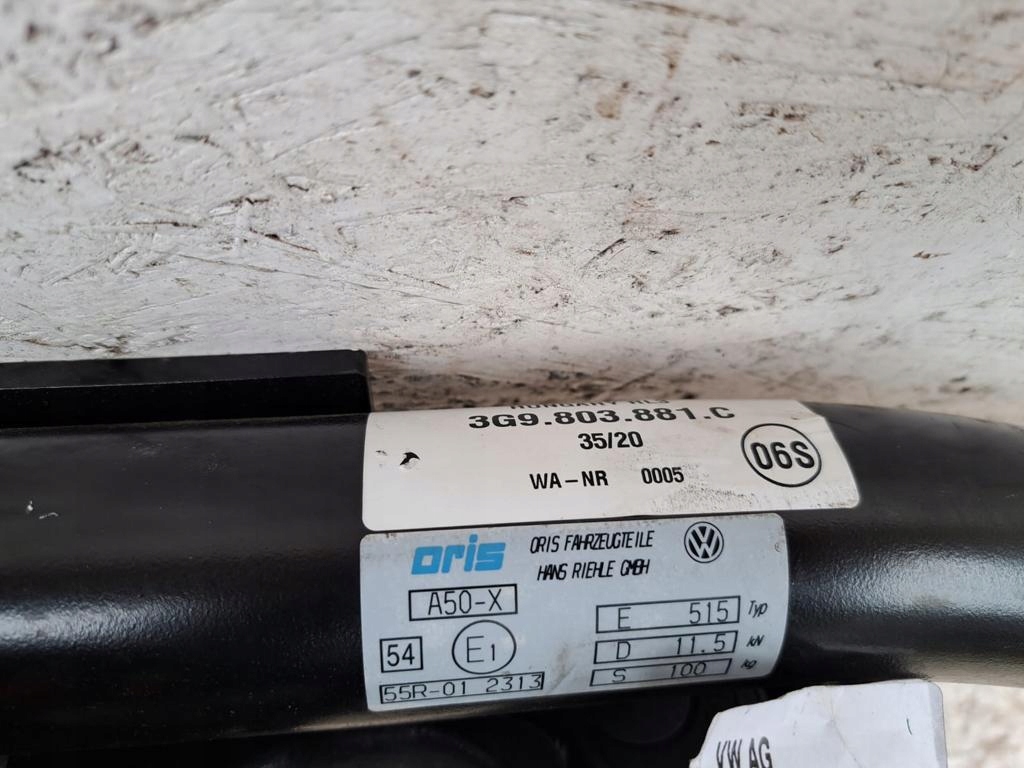 3G9.803.881.C
35/20
WA-NR 0005
06S
oris
ORIS FAHRZEUGTEILE
HANS RIEHLE GMBH
VW
A50-X
54
E1
55R-01 2313
E 515 Typ
D 11.5 kN
S 100 kg
VW AG